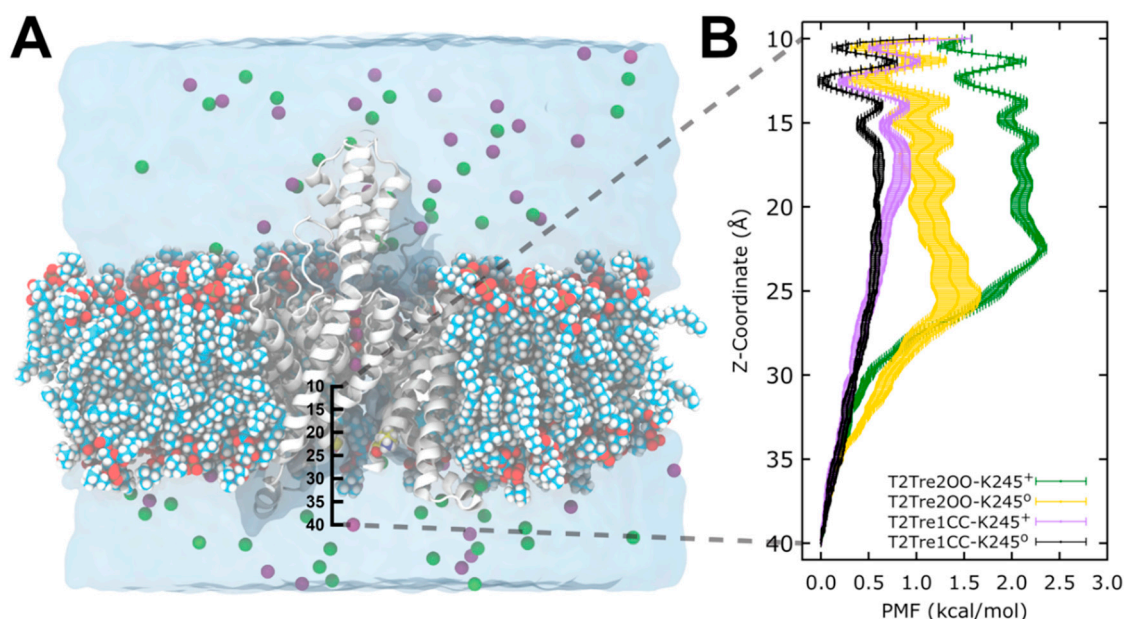 A
10
15
20
25
30
35
40
B
10
15
20
25
30
35
40
Z-Coordinate (Å)
T2Tre2OO-K245⁺
T2Tre2OO-K245⁰
T2Tre1CC-K245⁺
T2Tre1CC-K245⁰
0.0 0.5 1.0 1.5 2.0 2.5 3.0
PMF (kcal/mol)